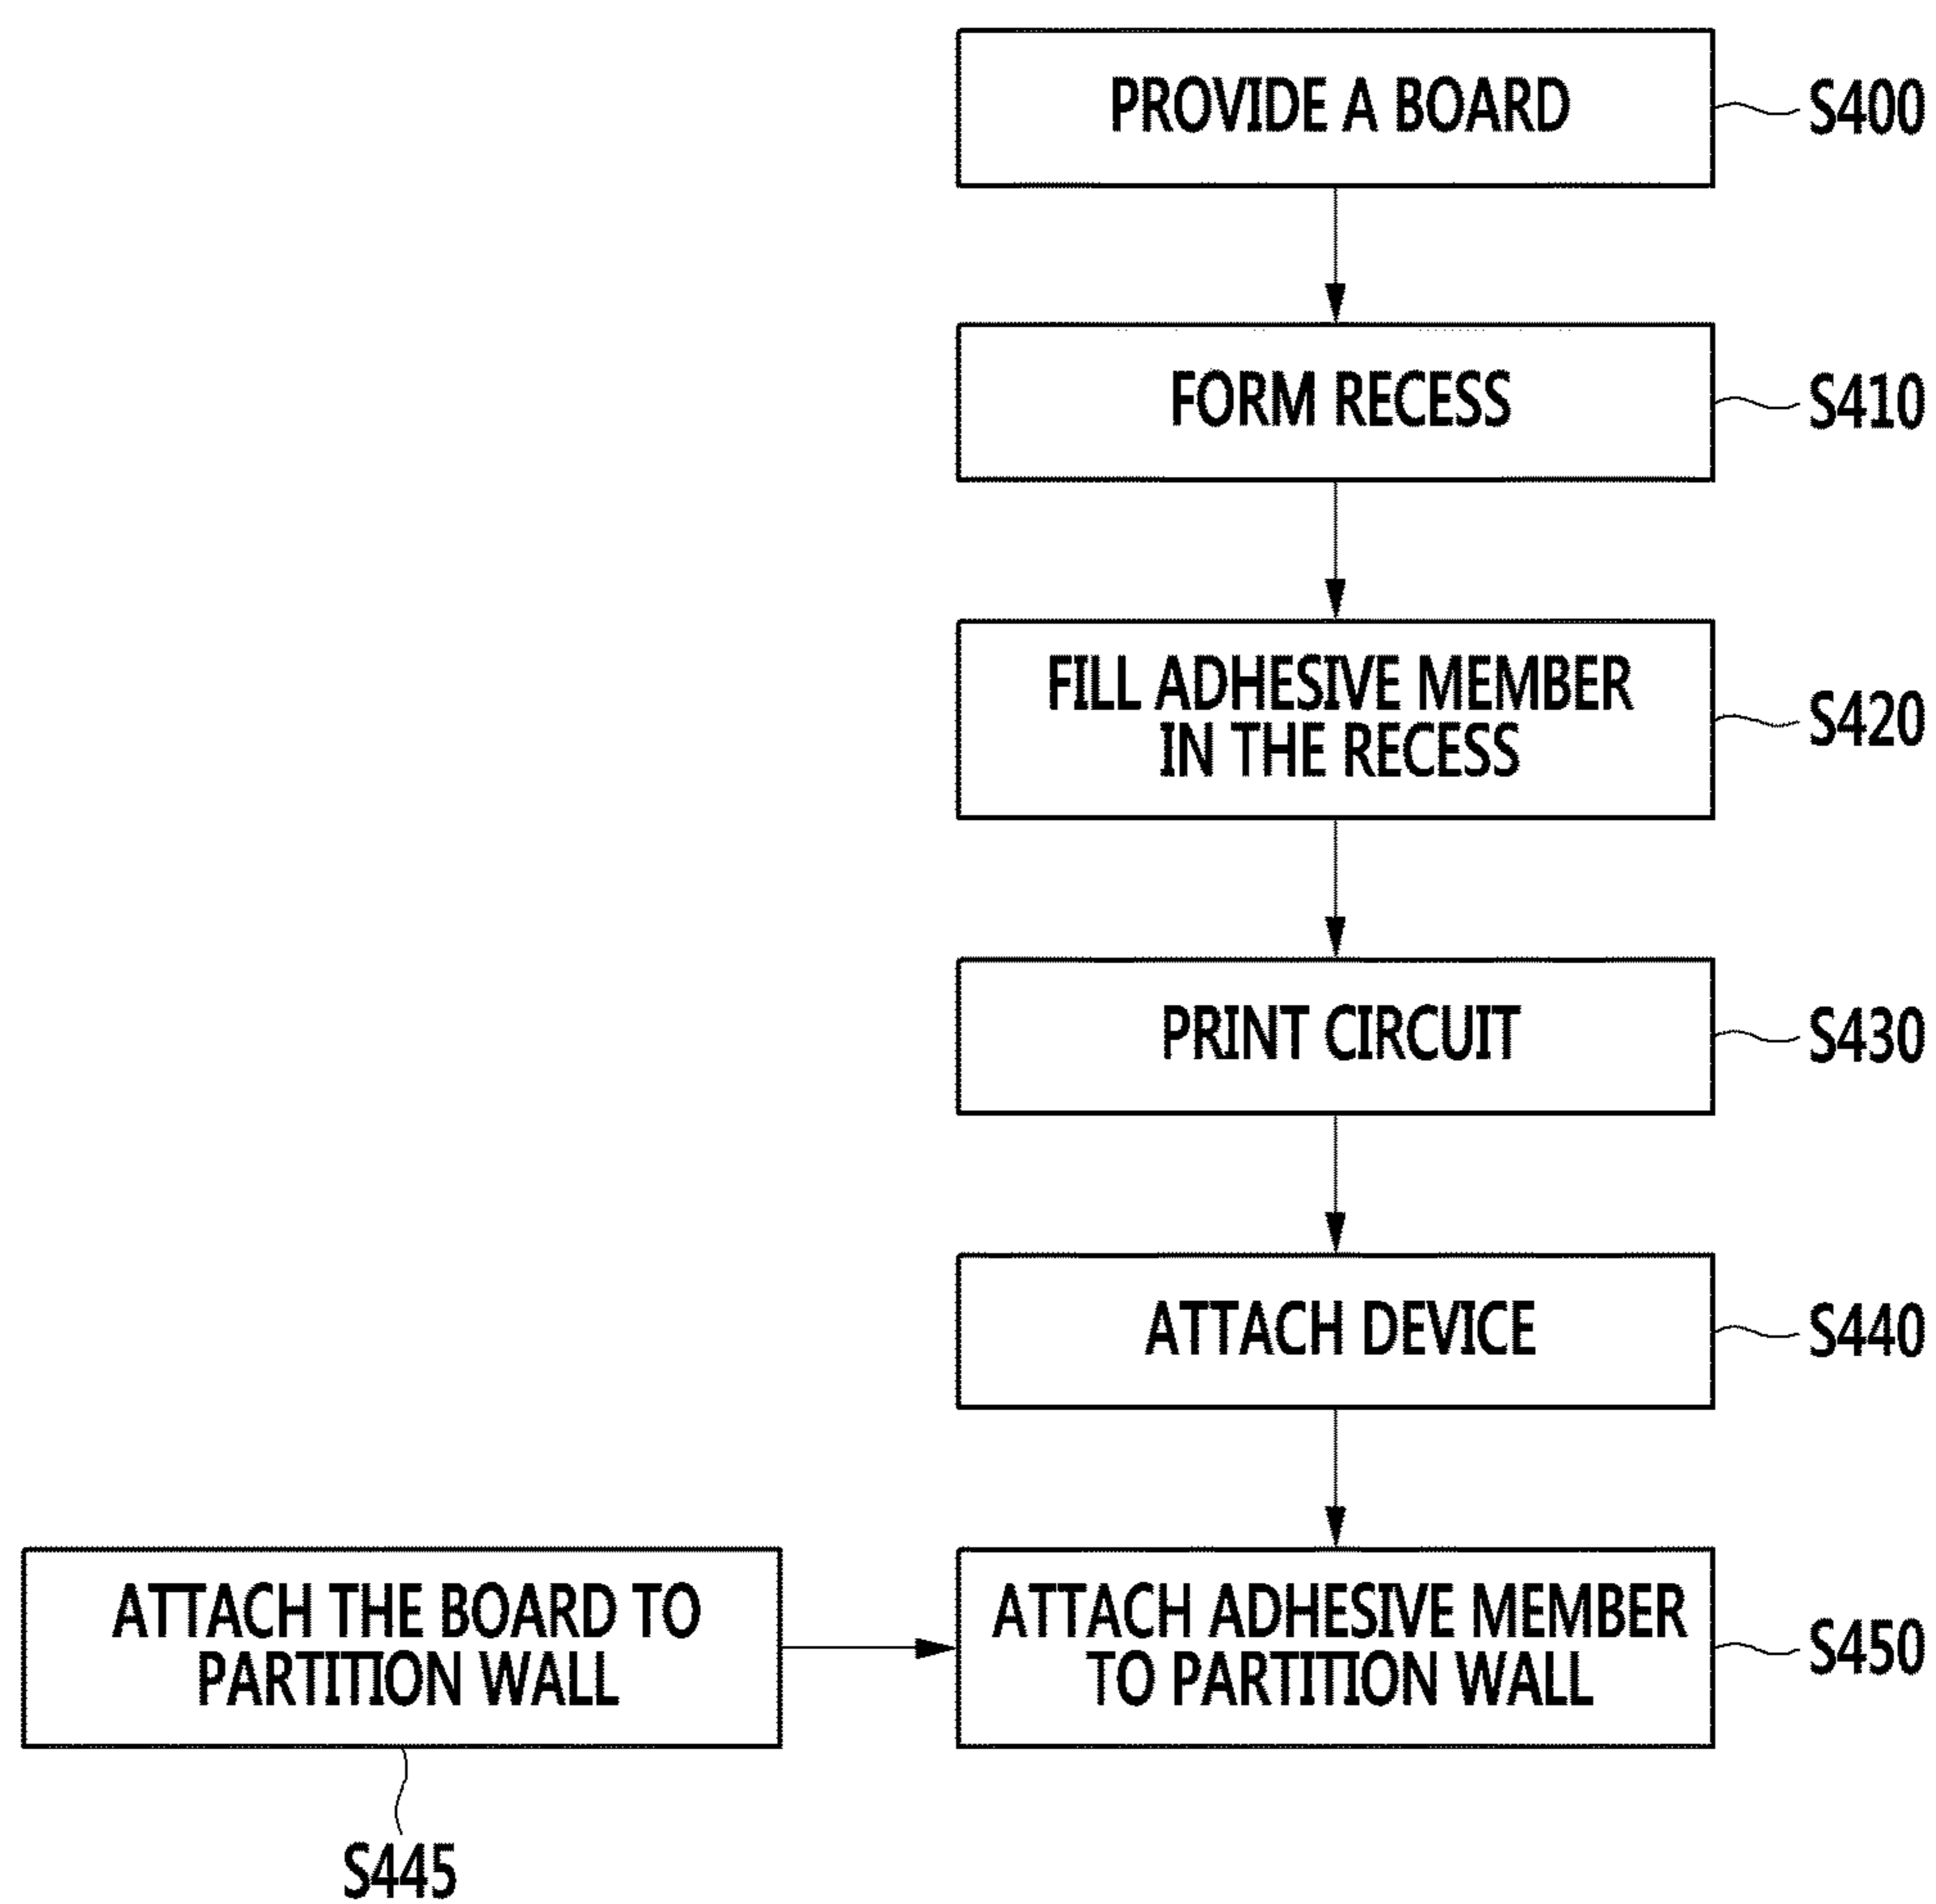 PROVIDE A BOARD
S400
FORM RECESS
S410
FILL ADHESIVE MEMBER
IN THE RECESS
S420
PRINT CIRCUIT
S430
ATTACH DEVICE
S440
ATTACH THE BOARD TO
PARTITION WALL
S445
ATTACH ADHESIVE MEMBER
TO PARTITION WALL
S450